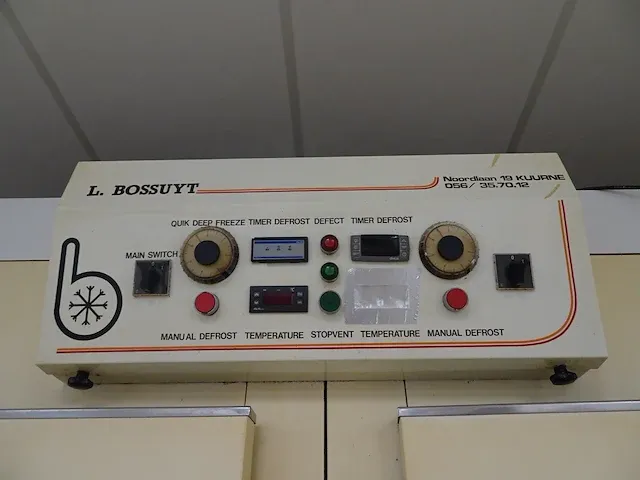 L. BOSSUYT
Noordlaan 19 KUURNE
056/ 35.70.12
QUIK DEEP FREEZE TIMER DEFROST DEFECT TIMER DEFROST
MAIN SWITCH
MANUAL DEFROST TEMPERATURE STOPVENT TEMPERATURE MANUAL DEFROST